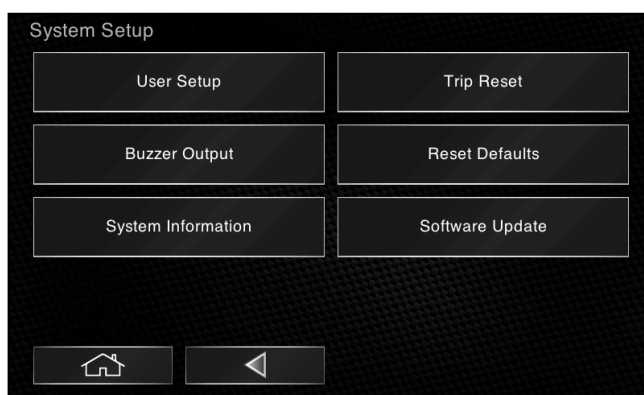 System Setup
User Setup
Trip Reset
Buzzer Output
Reset Defaults
System Information
Software Update